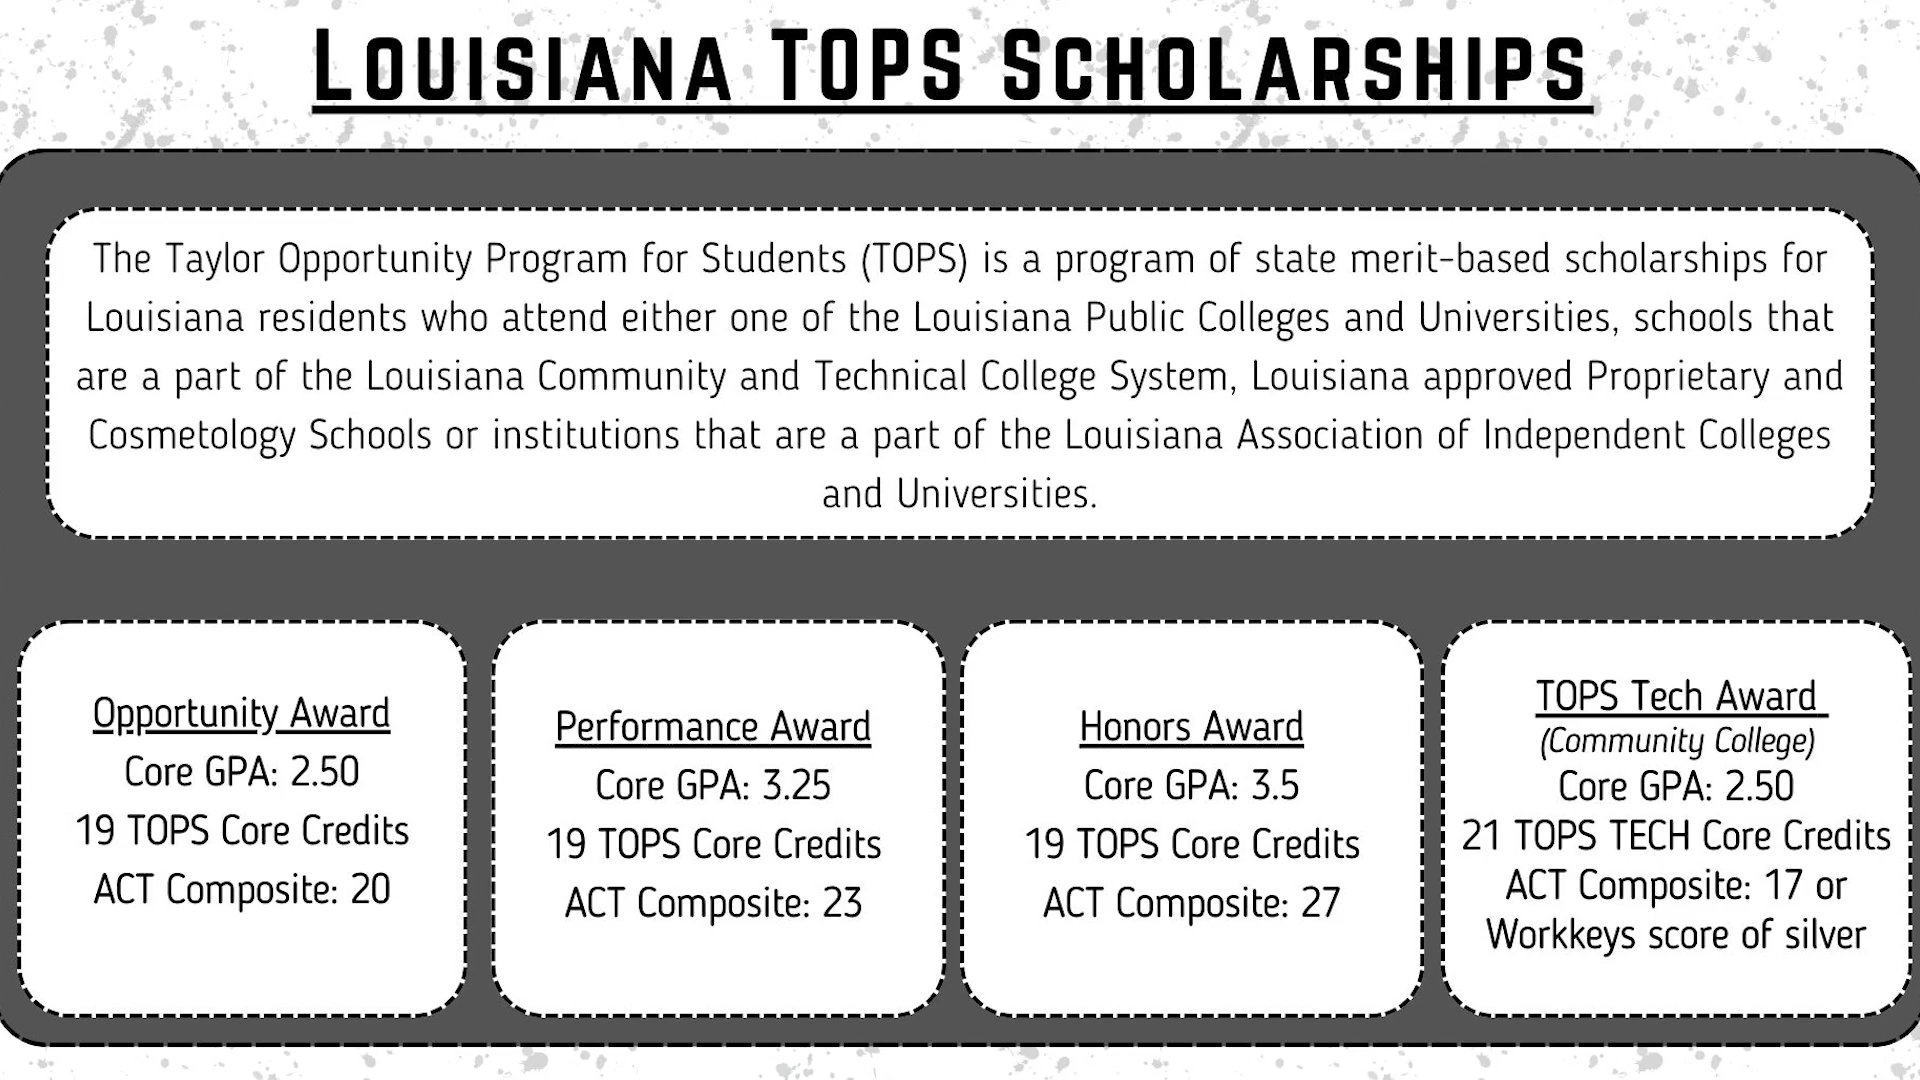 Louisiana TOPS Scholarships
The Taylor Opportunity Program for Students (TOPS) is a program of state merit-based scholarships for
Louisiana residents who attend either one of the Louisiana Public Colleges and Universities, schools that
are a part of the Louisiana Community and Technical College System, Louisiana approved Proprietary and
Cosmetology Schools or institutions that are a part of the Louisiana Association of Independent Colleges
and Universities.
Opportunity Award
Core GPA: 2.50
19 TOPS Core Credits
ACT Composite: 20
Performance Award
Core GPA: 3.25
19 TOPS Core Credits
ACT Composite: 23
Honors Award
Core GPA: 3.5
19 TOPS Core Credits
ACT Composite: 27
TOPS Tech Award
(Community College)
Core GPA: 2.50
21 TOPS TECH Core Credits
ACT Composite: 17 or
Workkeys score of silver